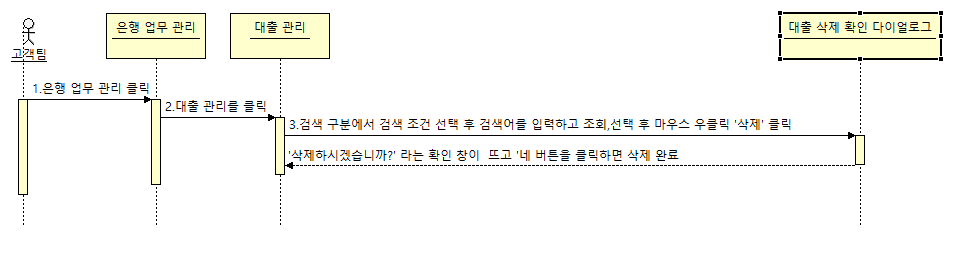 은행 업무 관리
대출 관리
대출 삭제 확인 다이얼로그
고객팀
1.은행 업무 관리 클릭
2.대출 관리를 클릭
3.검색 구분에서 검색 조건 선택 후 검색어를 입력하고 조회,선택 후 마우스 우클릭 '삭제' 클릭
'삭제하시겠습니까?' 라는 확인 창이  뜨고 '네 버튼을 클릭하면 삭제 완료